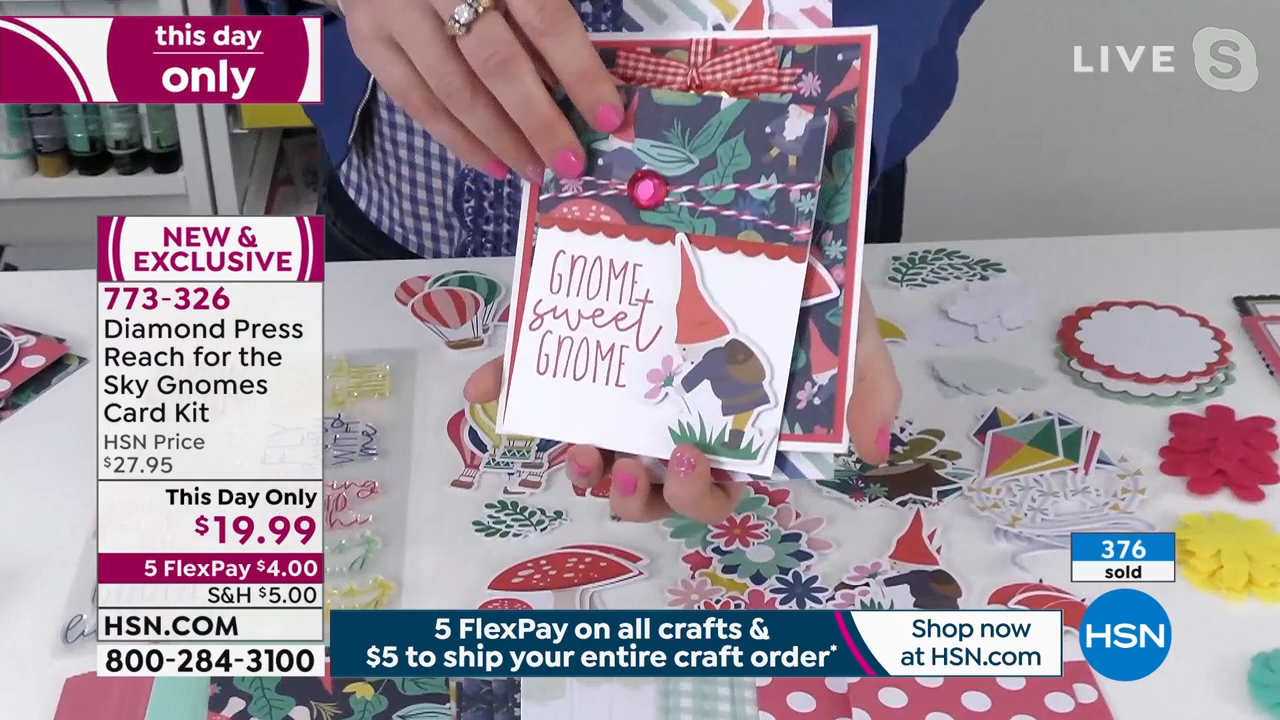 this day
only
LIVE S
NEW &
EXCLUSIVE
773-326
Diamond Press
Reach for the
Sky Gnomes
Card Kit
HSN Price
$27.95
This Day Only
$19.99
5 FlexPay $4.00
S&H $5.00
HSN.COM
800-284-3100
GNOME
sweet
GNOME
WITH
me
376
sold
5 FlexPay on all crafts &
$5 to ship your entire craft order*
Shop now
at HSN.com
HSN